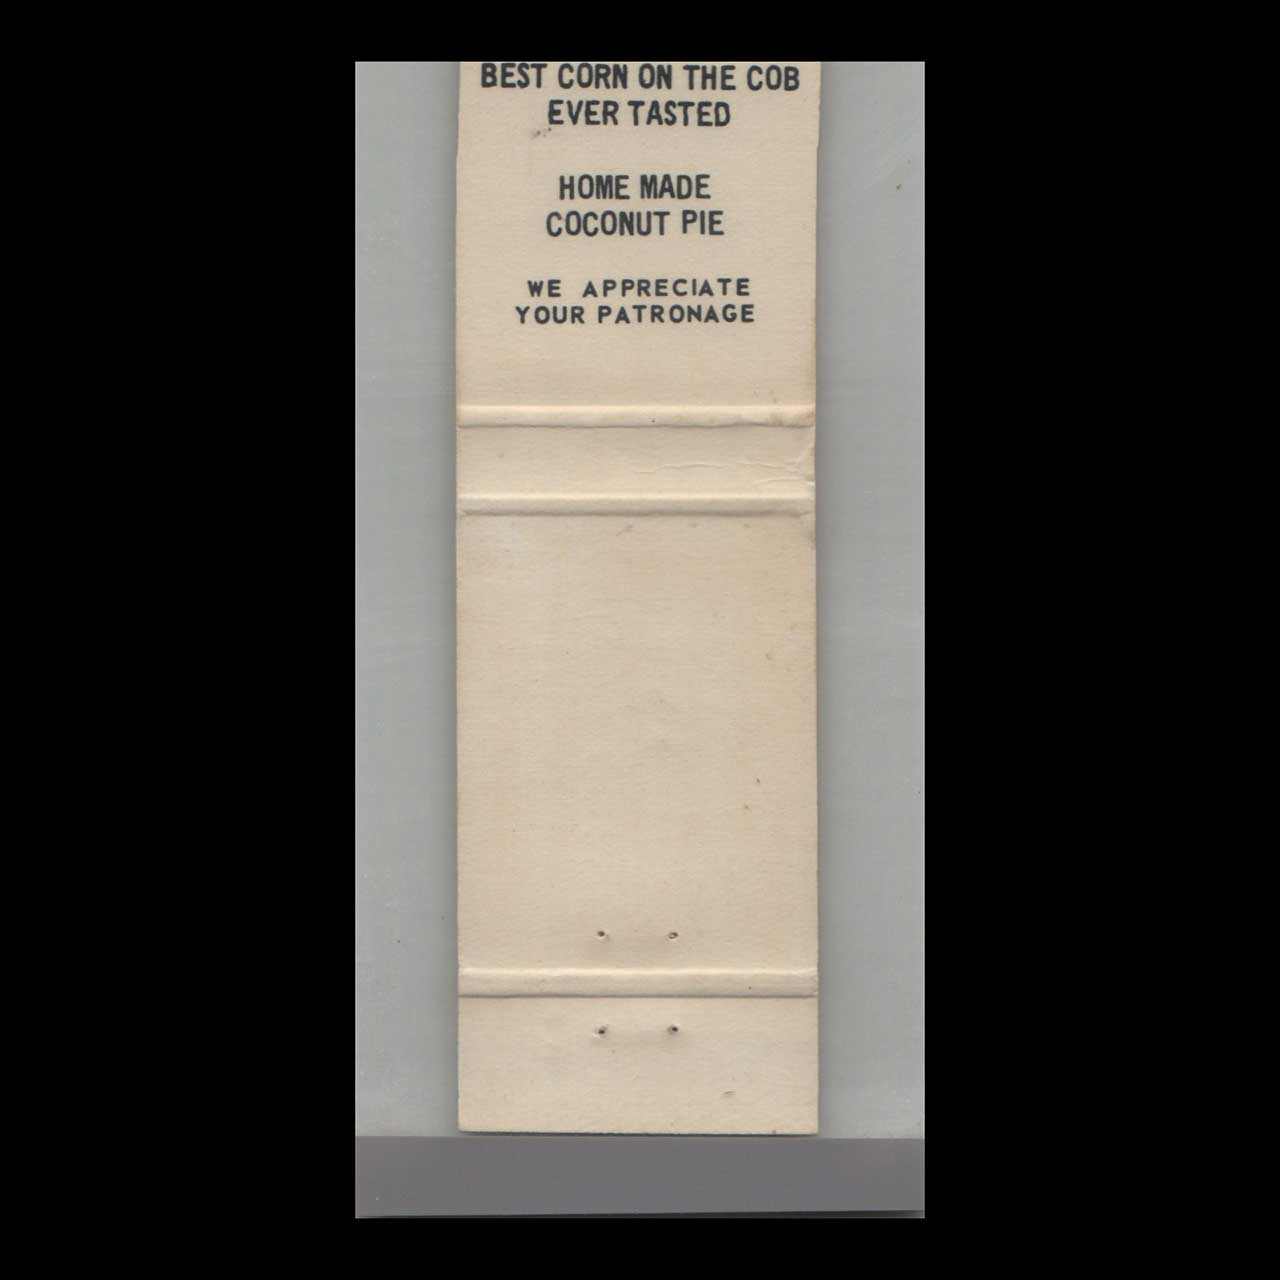 BEST CORN ON THE COB
EVER TASTED
HOME MADE
COCONUT PIE
WE APPRECIATE
YOUR PATRONAGE